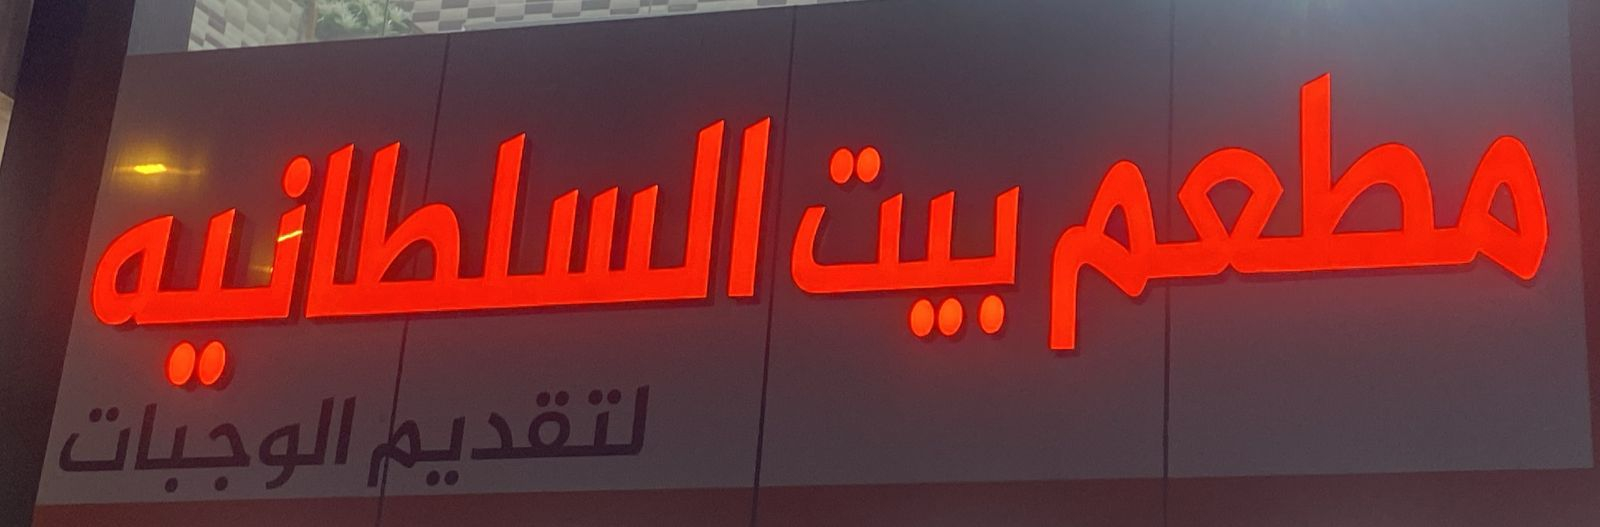 مطعم بيت السلطانيه
لتقديم الوجبات